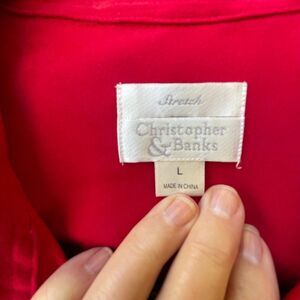 Stretch
Christopher
& Banks
L
MADE IN CHINA